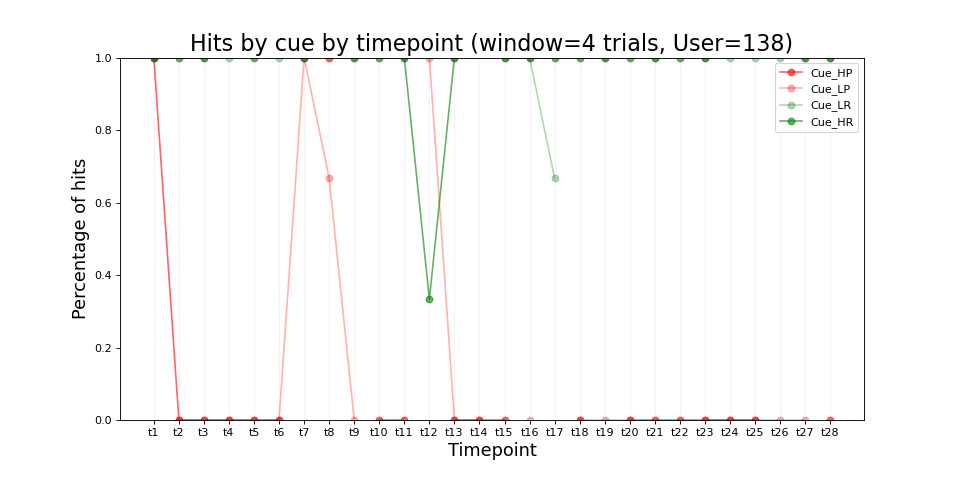 Hits by cue by timepoint (window=4 trials, User=138)
Percentage of hits
1.0
0.8
0.6
0.4
0.2
0.0
Cue_HP
Cue_LP
Cue_LR
Cue_HR
t1 t2 t3 t4 t5 t6 t7 t8 t9 t10 t11 t12 t13 t14 t15 t16 t17 t18 t19 t20 t21 t22 t23 t24 t25 t26 t27 t28
Timepoint